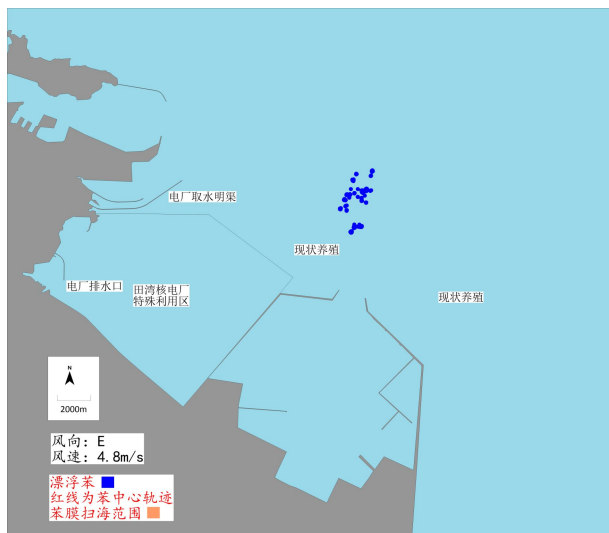 电厂取水明渠
现状养殖
电厂排水口
田湾核电厂
特殊利用区
现状养殖
N
2000m
风向: E
风速: 4.8m/s
漂浮苯
红线为苯中心轨迹
苯膜扫海范围